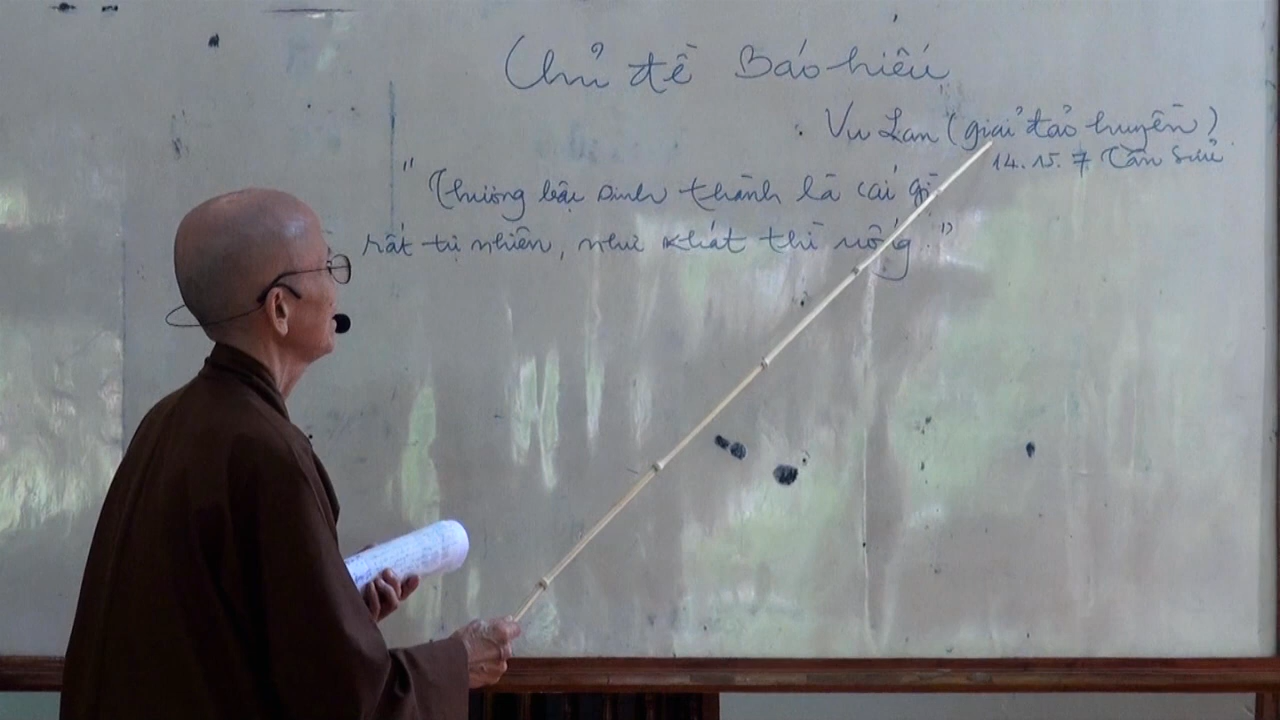 Chủ đề Báo hiếu
Vu Lan (giải đảo huyền)
14.15.7 Tân Sửu
"Thương bậc sinh thành là cái gì
rất tự nhiên, như khát thì uống."